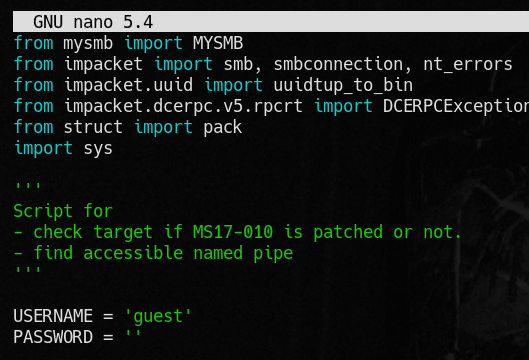 GNU nano 5.4
from mysmb import MYSMB
from impacket import smb, smbconnection, nt_errors
from impacket.uuid import uuidtup_to_bin
from impacket.dcerpc.v5.rpcrt import DCERPCException
from struct import pack
import sys
'''
Script for
- check target if MS17-010 is patched or not.
- find accessible named pipe
'''
USERNAME = 'guest'
PASSWORD = ''